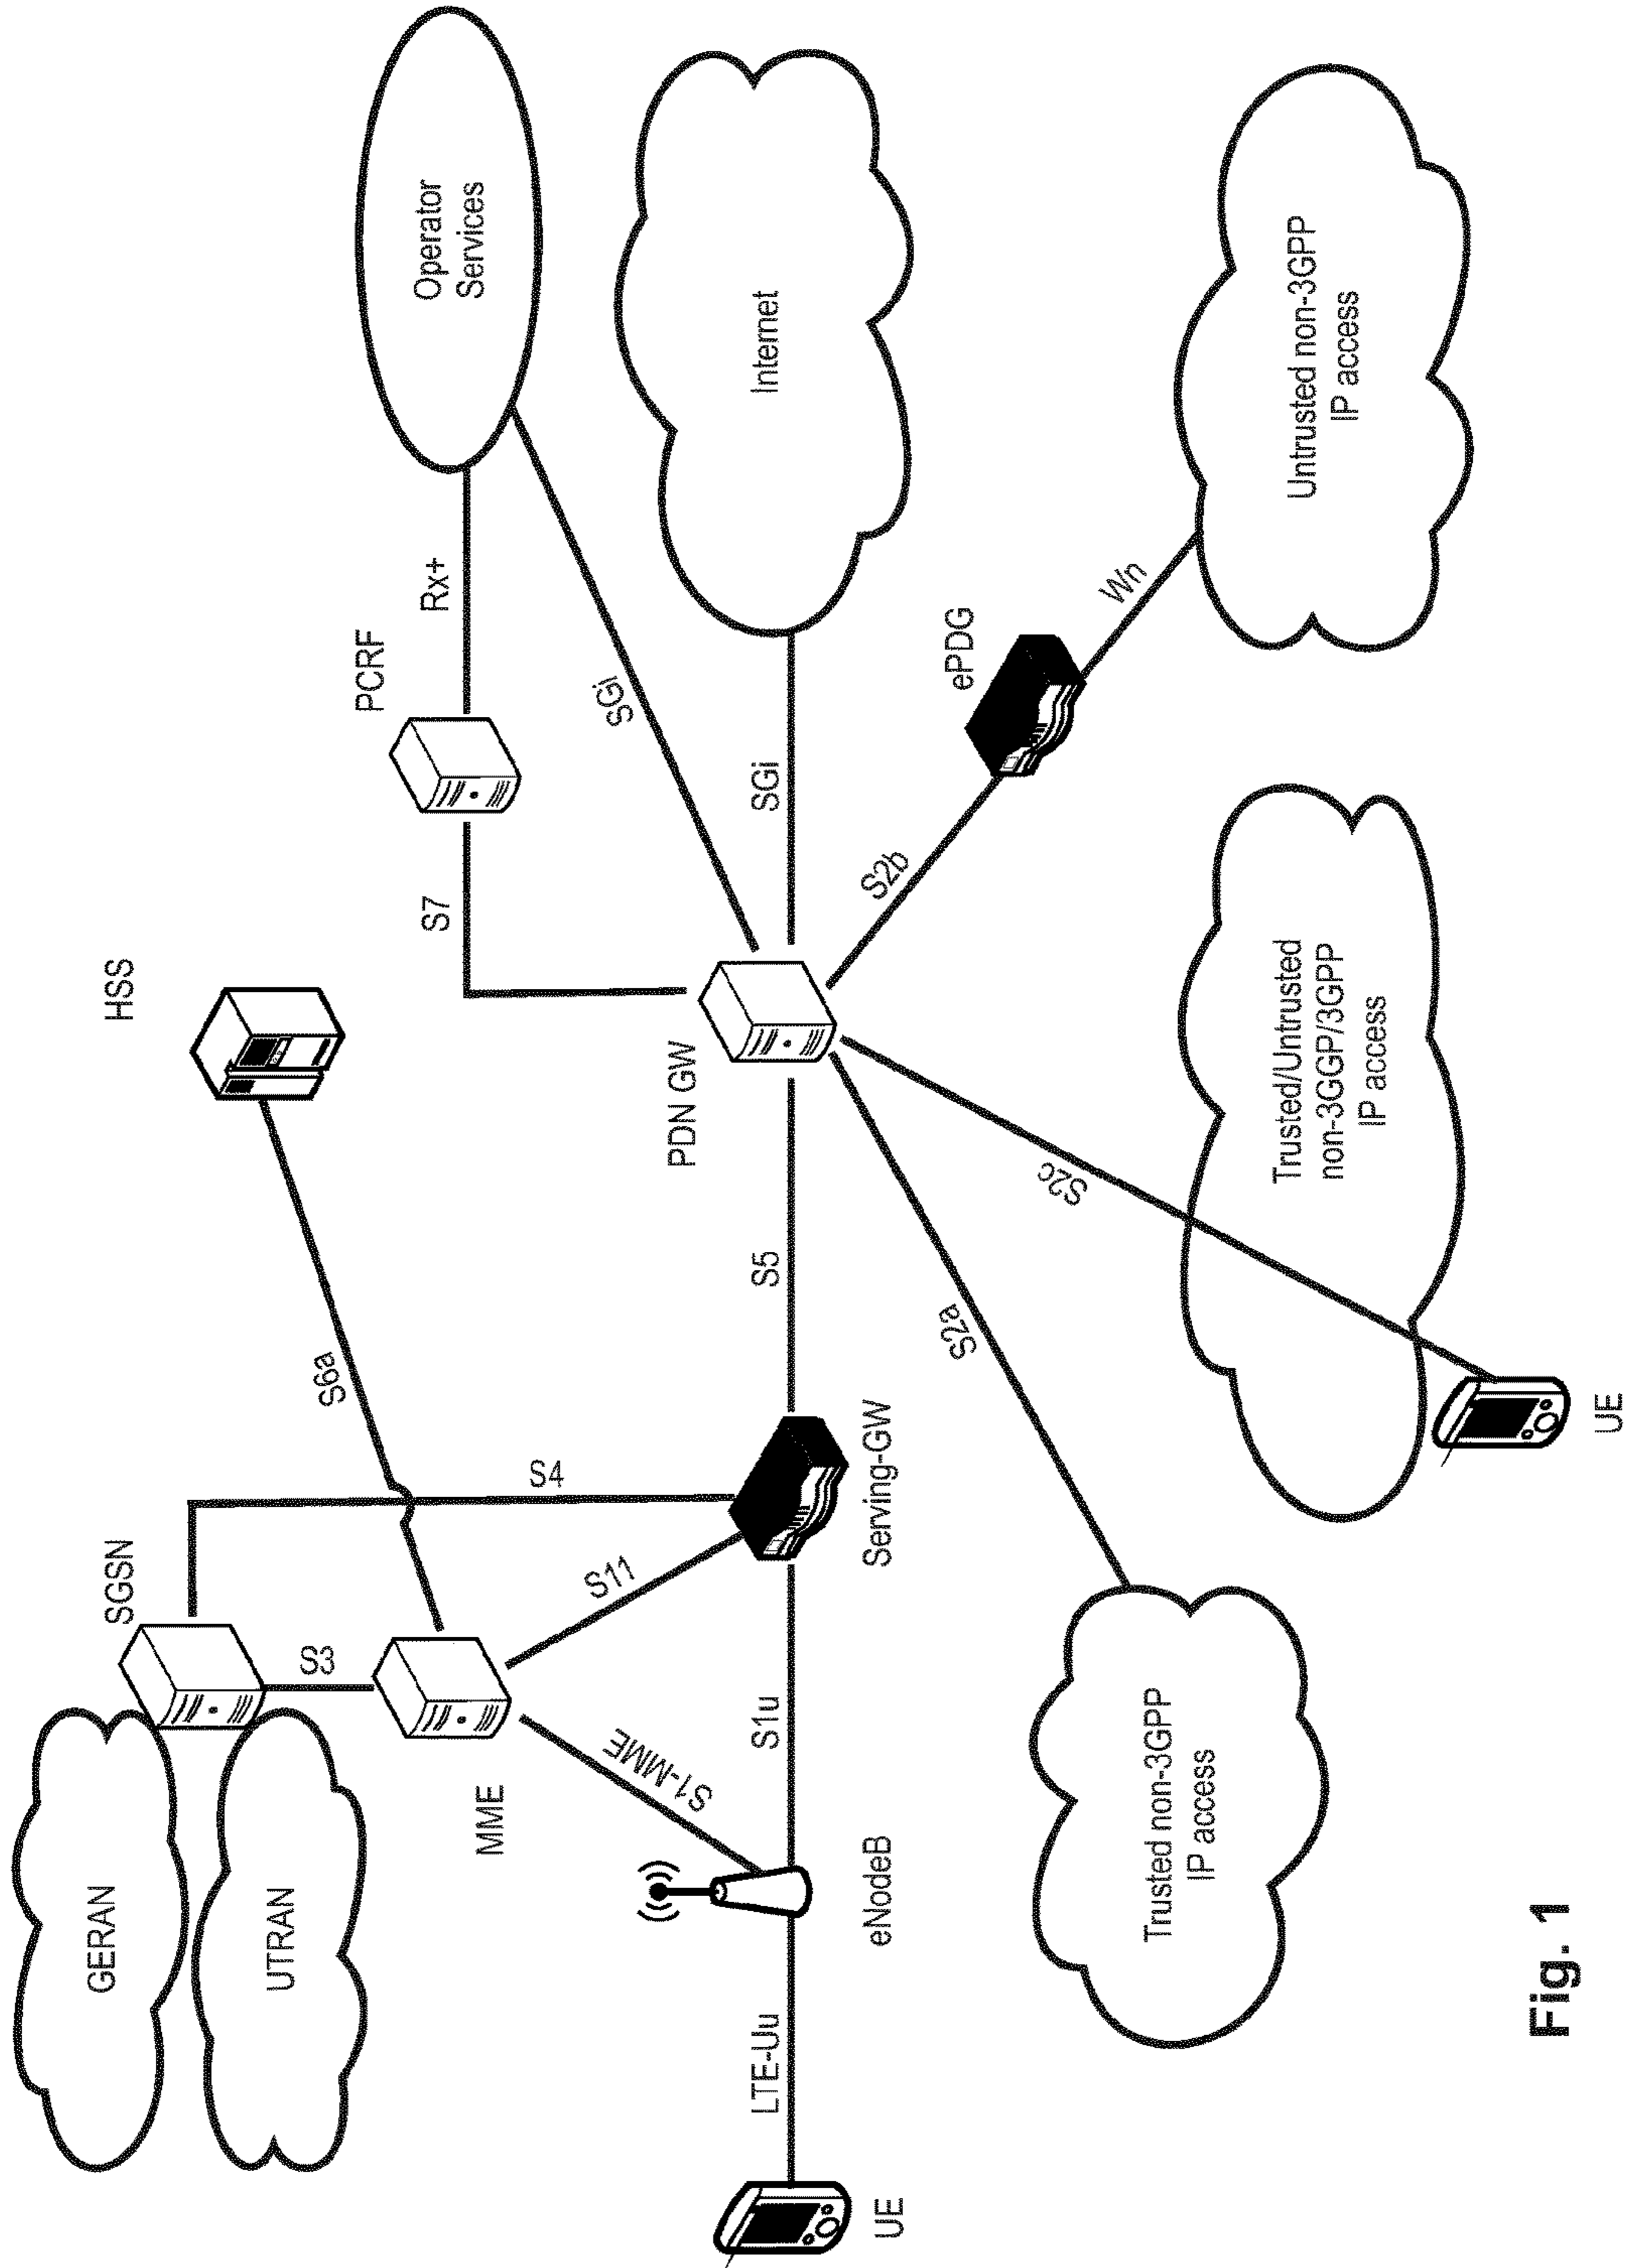 GERAN
UTRAN
SGSN
HSS
S3
S6a
S4
MME
S11
S1-MME
PCRF
S7
Rx+
Operator
Services
SGi
PDN GW
UE
LTE-Uu
eNodeB
S1u
Serving-GW
S5
SGi
Internet
S2a
S2c
S2b
ePDG
Wn
Trusted non-3GPP
IP access
Trusted/Untrusted
non-3GGP/3GPP
IP access
UE
Untrusted non-3GPP
IP access
Fig. 1